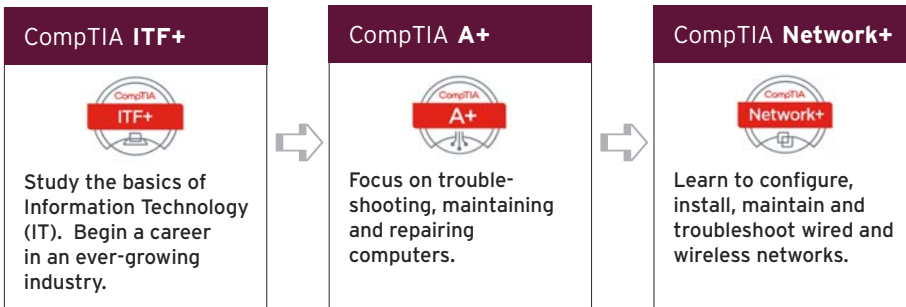 CompTIA ITF+
CompTIA
ITF+
Study the basics of
Information Technology
(IT).  Begin a career
in an ever-growing
industry.
CompTIA A+
CompTIA
A+
Focus on trouble-
shooting, maintaining
and repairing
computers.
CompTIA Network+
CompTIA
Network+
Learn to configure,
install, maintain and
troubleshoot wired and
wireless networks.